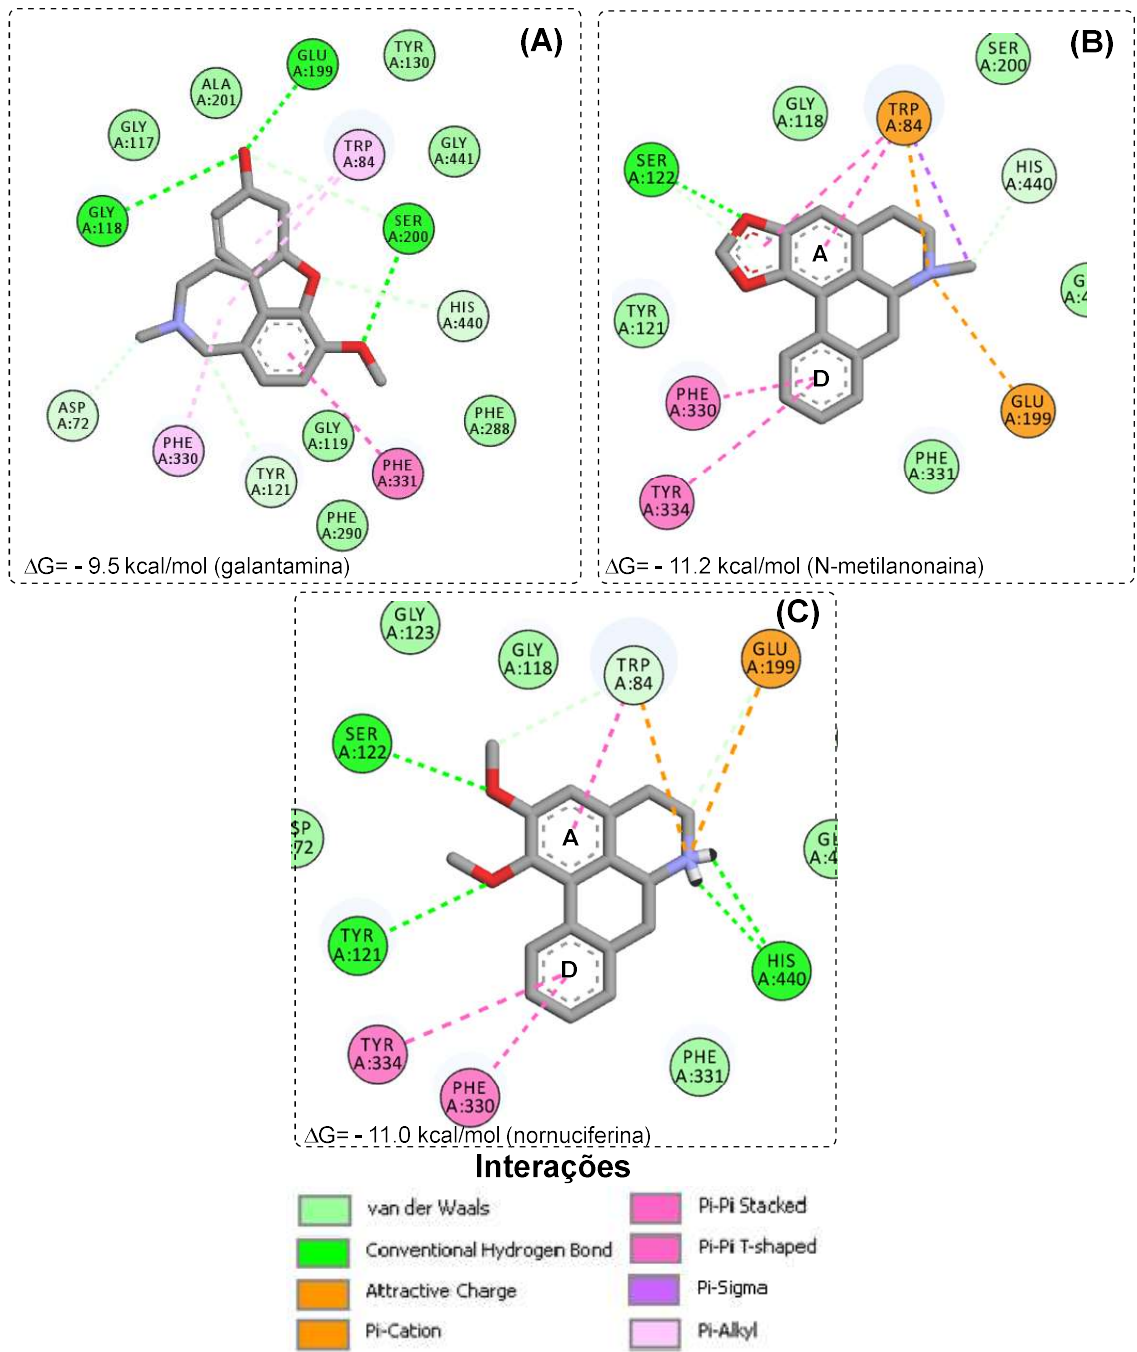 (A)
GLU
A:199
TYR
A:130
ALA
A:201
GLY
A:117
TRP
A:84
GLY
A:441
GLY
A:118
SER
A:200
HIS
A:440
ASP
A:72
PHE
A:330
TYR
A:121
GLY
A:119
PHE
A:331
PHE
A:288
PHE
A:290
ΔG= - 9.5 kcal/mol (galantamina)
(B)
SER
A:200
TRP
A:84
GLY
A:118
SER
A:122
HIS
A:440
A
TYR
A:121
D
PHE
A:330
GLU
A:199
PHE
A:331
TYR
A:334
ΔG= - 11.2 kcal/mol (N-metilanonaina)
(C)
GLY
A:123
GLY
A:118
TRP
A:84
GLU
A:199
SER
A:122
A
TYR
A:121
HIS
A:440
D
TYR
A:334
PHE
A:330
PHE
A:331
ΔG= - 11.0 kcal/mol (nornuciferina)
Interações
van der Waals
Conventional Hydrogen Bond
Attractive Charge
Pi-Cation
Pi-Pi Stacked
Pi-Pi T-shaped
Pi-Sigma
Pi-Alkyl